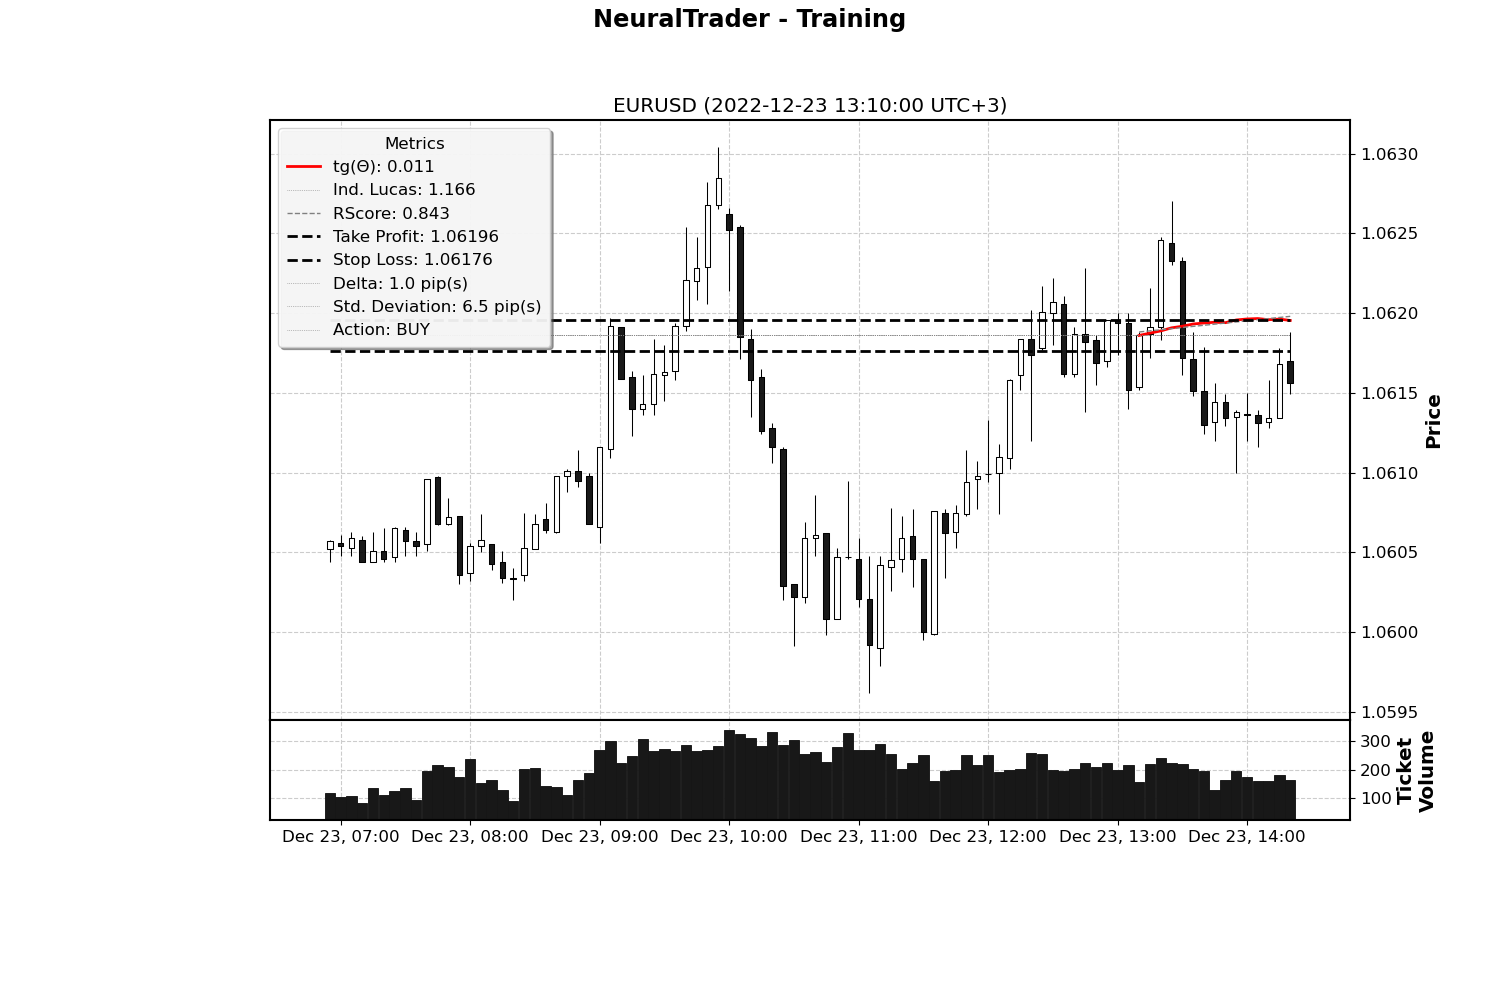 NeuralTrader - Training
EURUSD (2022-12-23 13:10:00 UTC+3)
Metrics
tg(Θ): 0.011
Ind. Lucas: 1.166
RScore: 0.843
Take Profit: 1.06196
Stop Loss: 1.06176
Delta: 1.0 pip(s)
Std. Deviation: 6.5 pip(s)
Action: BUY
1.0630
1.0625
1.0620
1.0615
1.0610
1.0605
1.0600
1.0595
Price
300
200
100
Ticket
Volume
Dec 23, 07:00 Dec 23, 08:00 Dec 23, 09:00 Dec 23, 10:00 Dec 23, 11:00 Dec 23, 12:00 Dec 23, 13:00 Dec 23, 14:00